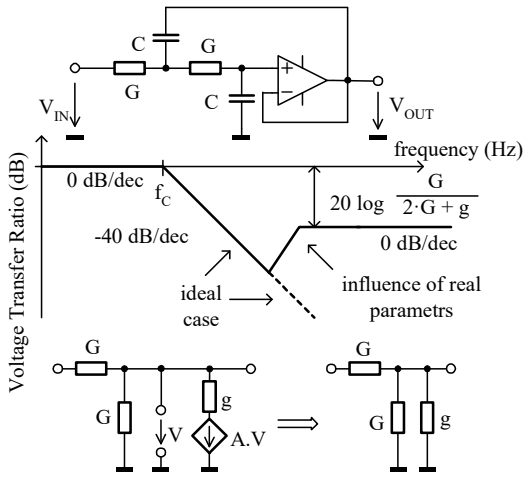 C
G
+
−
G
C
V_IN
V_OUT
Voltage Transfer Ratio (dB)
frequency (Hz)
0 dB/dec
f_C
20 log G / 2·G + g
-40 dB/dec
0 dB/dec
ideal
case
influence of real
parametrs
G
G
V
g
A.V
G
G
g